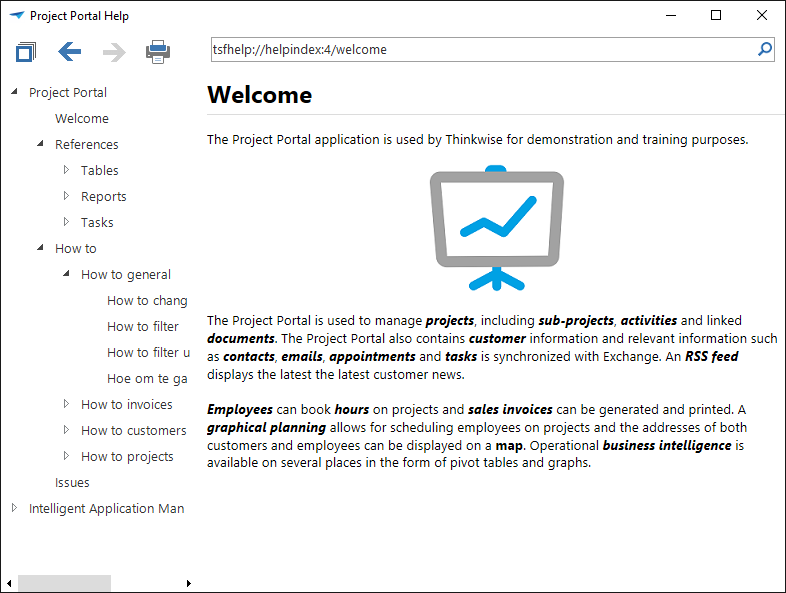 Project Portal Help
tsfhelp://helpindex:4/welcome
Project Portal
Welcome
References
Tables
Reports
Tasks
How to
How to general
How to chang
How to filter
How to filter u
Hoe om te ga
How to invoices
How to customers
How to projects
Issues
Intelligent Application Man
Welcome
The Project Portal application is used by Thinkwise for demonstration and training purposes.
The Project Portal is used to manage projects, including sub-projects, activities and linked
documents. The Project Portal also contains customer information and relevant information such
as contacts, emails, appointments and tasks is synchronized with Exchange. An RSS feed
displays the latest the latest customer news.
Employees can book hours on projects and sales invoices can be generated and printed. A
graphical planning allows for scheduling employees on projects and the addresses of both
customers and employees can be displayed on a map. Operational business intelligence is
available on several places in the form of pivot tables and graphs.